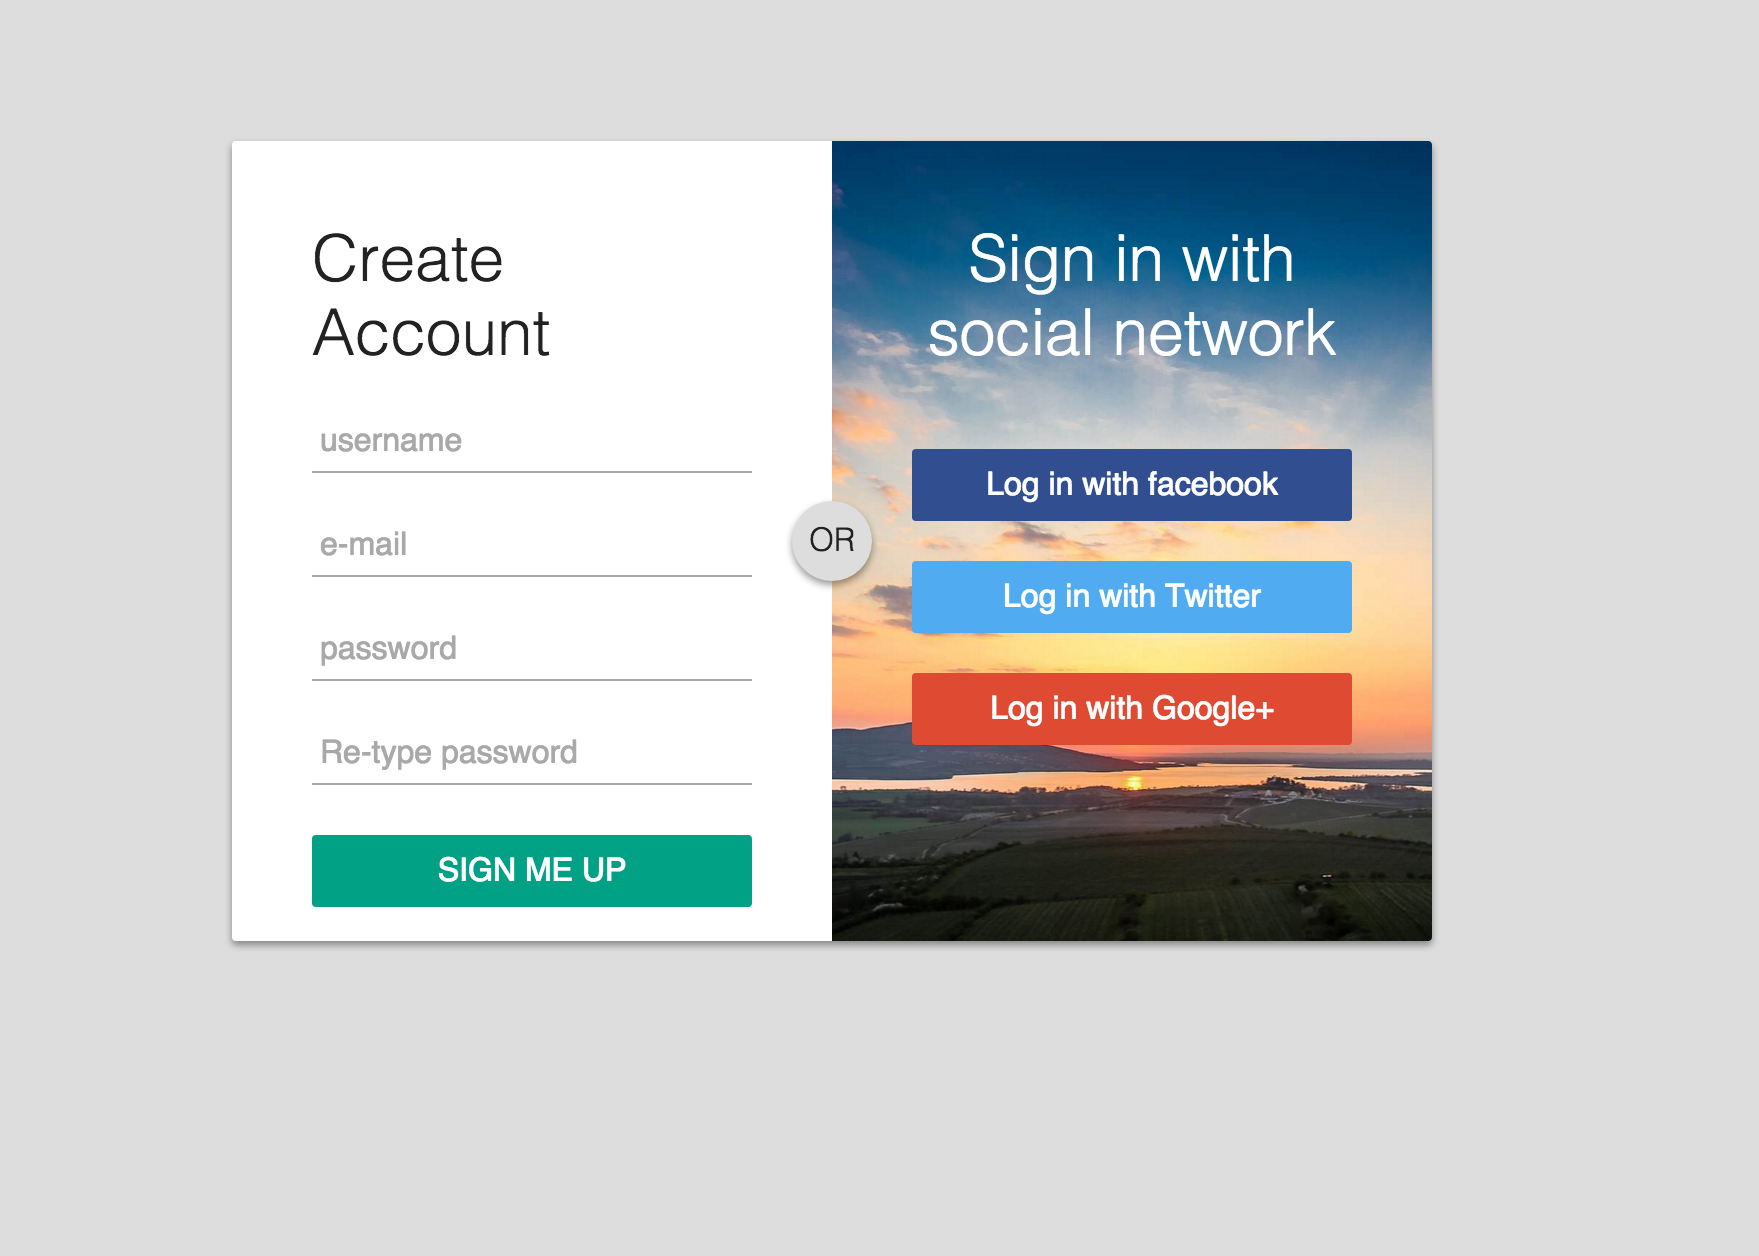 Create
Account
username
e-mail
password
Re-type password
SIGN ME UP
OR
Sign in with
social network
Log in with facebook
Log in with Twitter
Log in with Google+